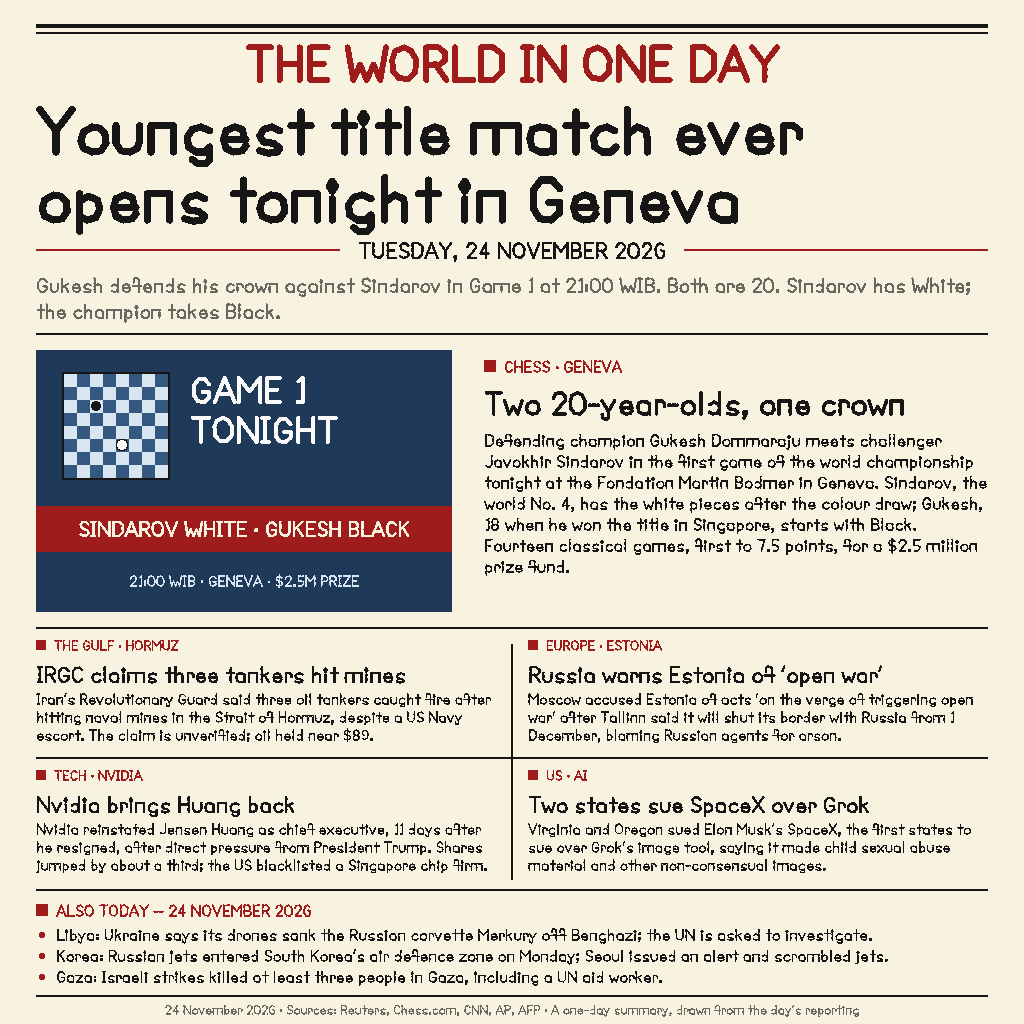 THE WORLD IN ONE DAY
Youngest title match ever
opens tonight in Geneva
TUESDAY, 24 NOVEMBER 2026
Gukesh defends his crown against Sindarov in Game 1 at 21:00 WIB. Both are 20. Sindarov has White;
the champion takes Black.
GAME 1
TONIGHT
SINDAROV WHITE · GUKESH BLACK
21:00 WIB · GENEVA · $2.5M PRIZE
CHESS · GENEVA
Two 20-year-olds, one crown
Defending champion Gukesh Dommaraju meets challenger
Javokhir Sindarov in the first game of the world championship
tonight at the Fondation Martin Bodmer in Geneva. Sindarov, the
world No. 4, has the white pieces after the colour draw; Gukesh,
18 when he won the title in Singapore, starts with Black.
Fourteen classical games, first to 7.5 points, for a $2.5 million
prize fund.
THE GULF · HORMUZ
IRGC claims three tankers hit mines
Iran's Revolutionary Guard said three oil tankers caught fire after
hitting naval mines in the Strait of Hormuz, despite a US Navy
escort. The claim is unverified; oil held near $89.
EUROPE · ESTONIA
Russia warns Estonia of 'open war'
Moscow accused Estonia of acts 'on the verge of triggering open
war' after Tallinn said it will shut its border with Russia from 1
December, blaming Russian agents for arson.
TECH · NVIDIA
Nvidia brings Huang back
Nvidia reinstated Jensen Huang as chief executive, 11 days after
he resigned, after direct pressure from President Trump. Shares
jumped by about a third; the US blacklisted a Singapore chip firm.
US · AI
Two states sue SpaceX over Grok
Virginia and Oregon sued Elon Musk's SpaceX, the first states to
sue over Grok's image tool, saying it made child sexual abuse
material and other non-consensual images.
ALSO TODAY — 24 NOVEMBER 2026
• Libya: Ukraine says its drones sank the Russian corvette Merkury off Benghazi; the UN is asked to investigate.
• Korea: Russian jets entered South Korea's air defence zone on Monday; Seoul issued an alert and scrambled jets.
• Gaza: Israeli strikes killed at least three people in Gaza, including a UN aid worker.
24 November 2026 · Sources: Reuters, Chess.com, CNN, AP, AFP · A one-day summary, drawn from the day's reporting